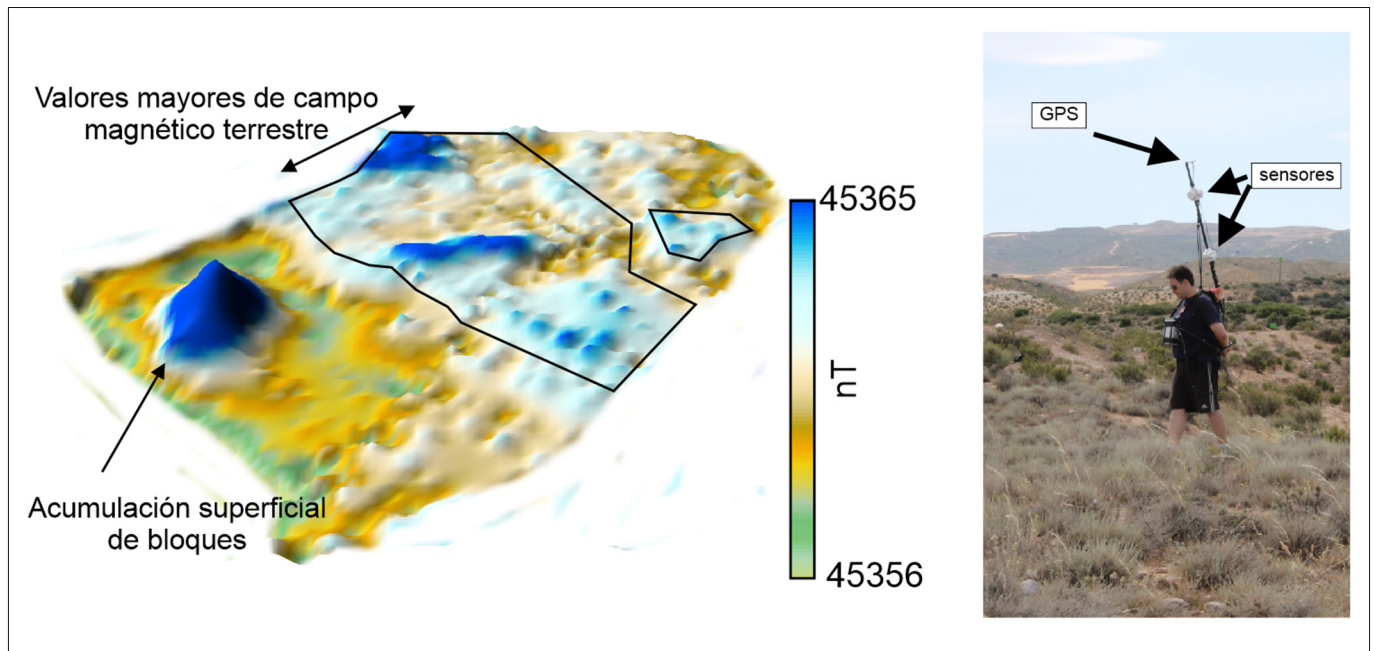 Valores mayores de campo
magnético terrestre
45365
nT
45356
Acumulación superficial
de bloques
GPS
sensores